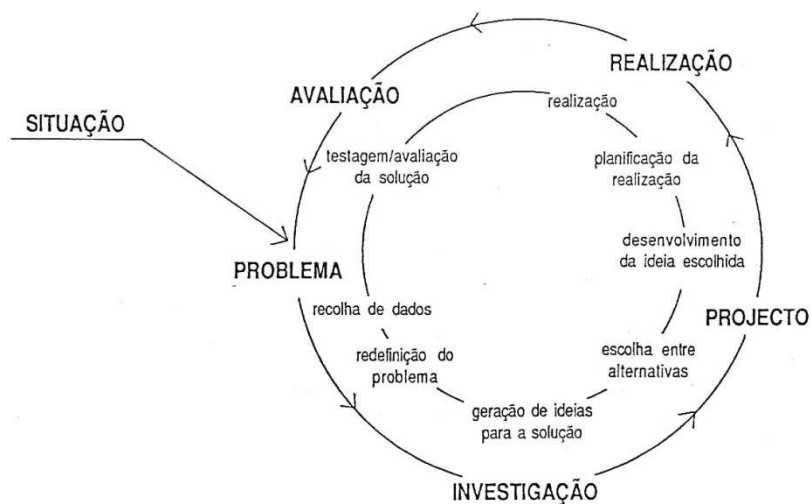 REALIZAÇÃO
AVALIAÇÃO
realização
SITUAÇÃO
testagem/avaliação
da solução
planificação da
realização
desenvolvimento
da ideia escolhida
PROBLEMA
recolha de dados
PROJECTO
redefinição do
problema
escolha entre
alternativas
geração de ideias
para a solução
INVESTIGAÇÃO